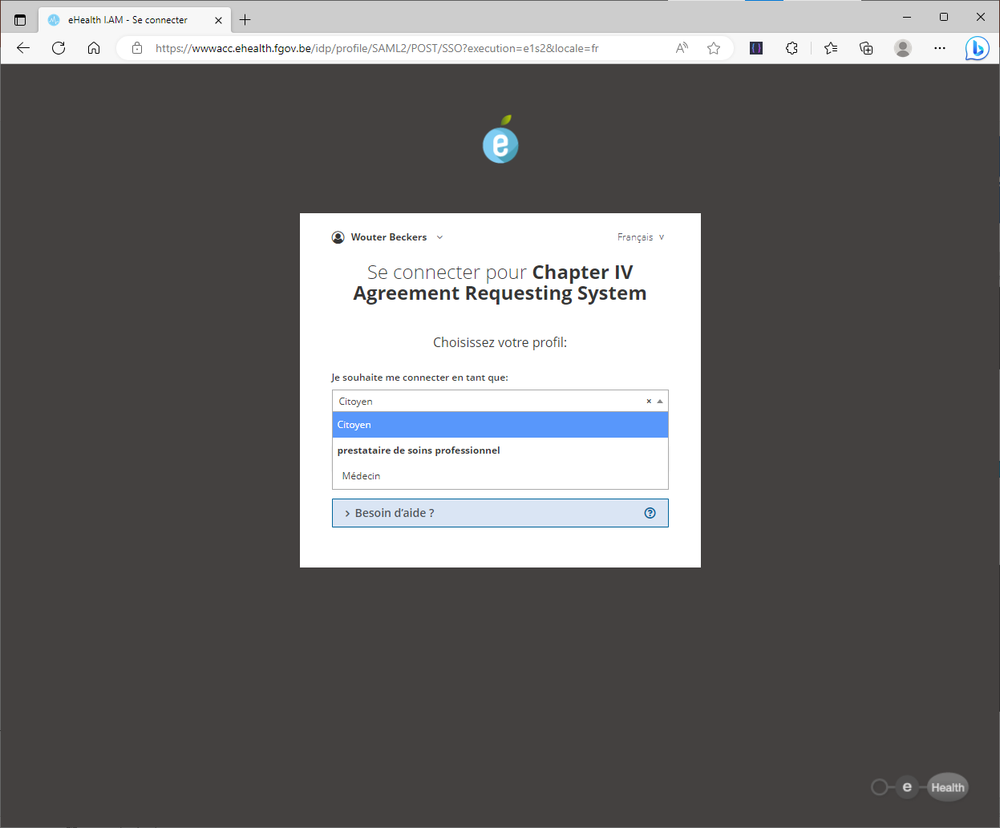 eHealth I.AM - Se connecter
https://wwwacc.ehealth.fgov.be/idp/profile/SAML2/POST/SSO?execution=e1s2&locale=fr
e
Wouter Beckers
Français
Se connecter pour Chapter IV
Agreement Requesting System
Choisissez votre profil:
Je souhaite me connecter en tant que:
Citoyen
Citoyen
prestataire de soins professionnel
Médecin
Besoin d'aide ?
e Health